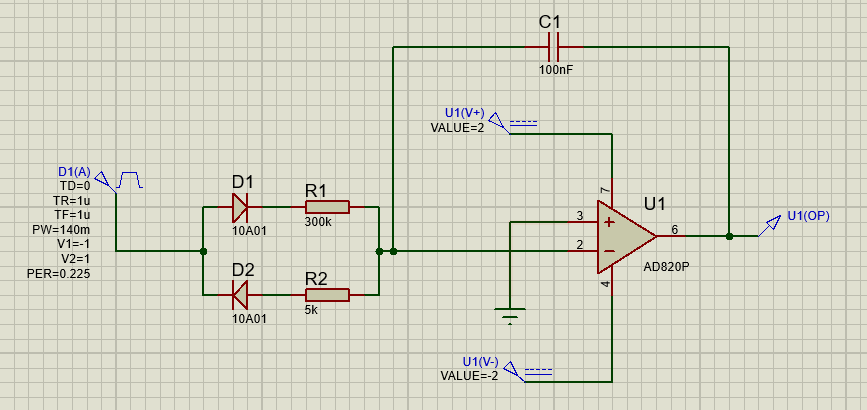 C1
100nF
U1(V+)
VALUE=2
D1(A)
TD=0
TR=1u
TF=1u
PW=140m
V1=-1
V2=1
PER=0.225
D1
10A01
R1
300k
7
U1
3
2
6
4
AD820P
U1(OP)
D2
10A01
R2
5k
U1(V-)
VALUE=-2